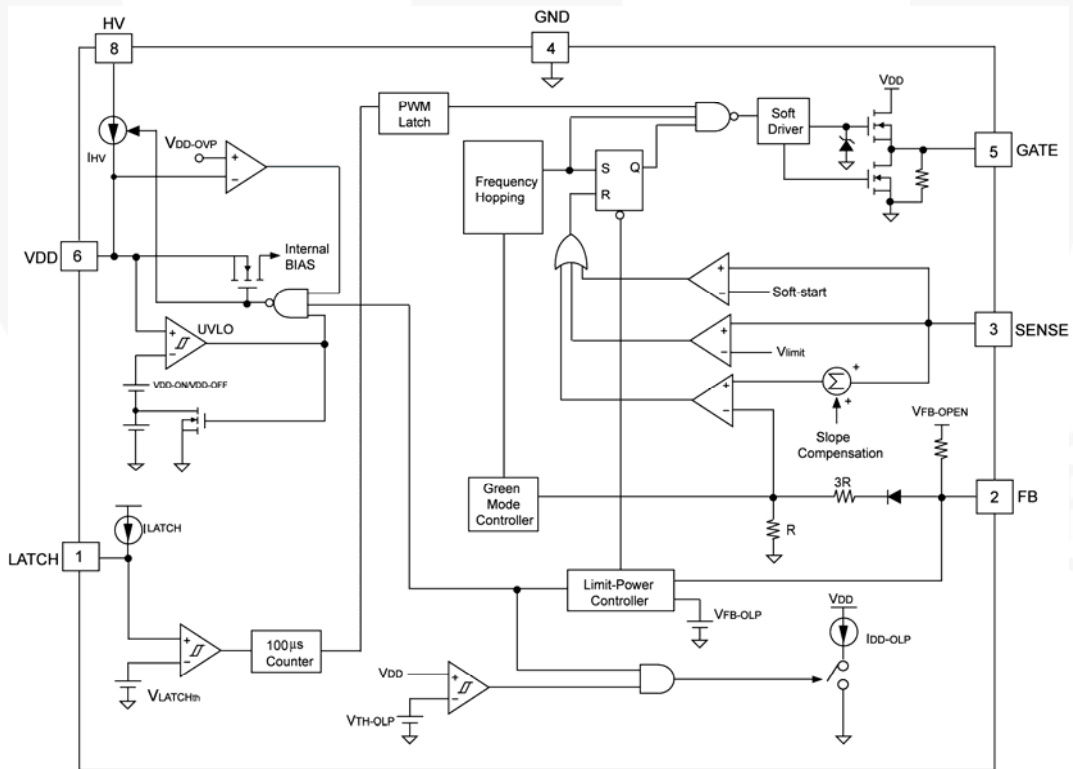 HV
8
GND
4
IHV
VDD-OVP
+
−
PWM
Latch
Soft
Driver
VDD
5
GATE
Frequency
Hopping
S
Q
R
VDD
6
Internal
BIAS
UVLO
+
−
VDD-ON/VDD-OFF
+
−
Soft-start
+
−
Vlimit
3
SENSE
+
−
Σ
+
+
Slope
Compensation
VFB-OPEN
Green
Mode
Controller
3R
R
2
FB
ILATCH
LATCH
1
+
−
VLATCHth
100µs
Counter
Limit-Power
Controller
VFB-OLP
VDD
IDD-OLP
VDD
+
−
VTH-OLP